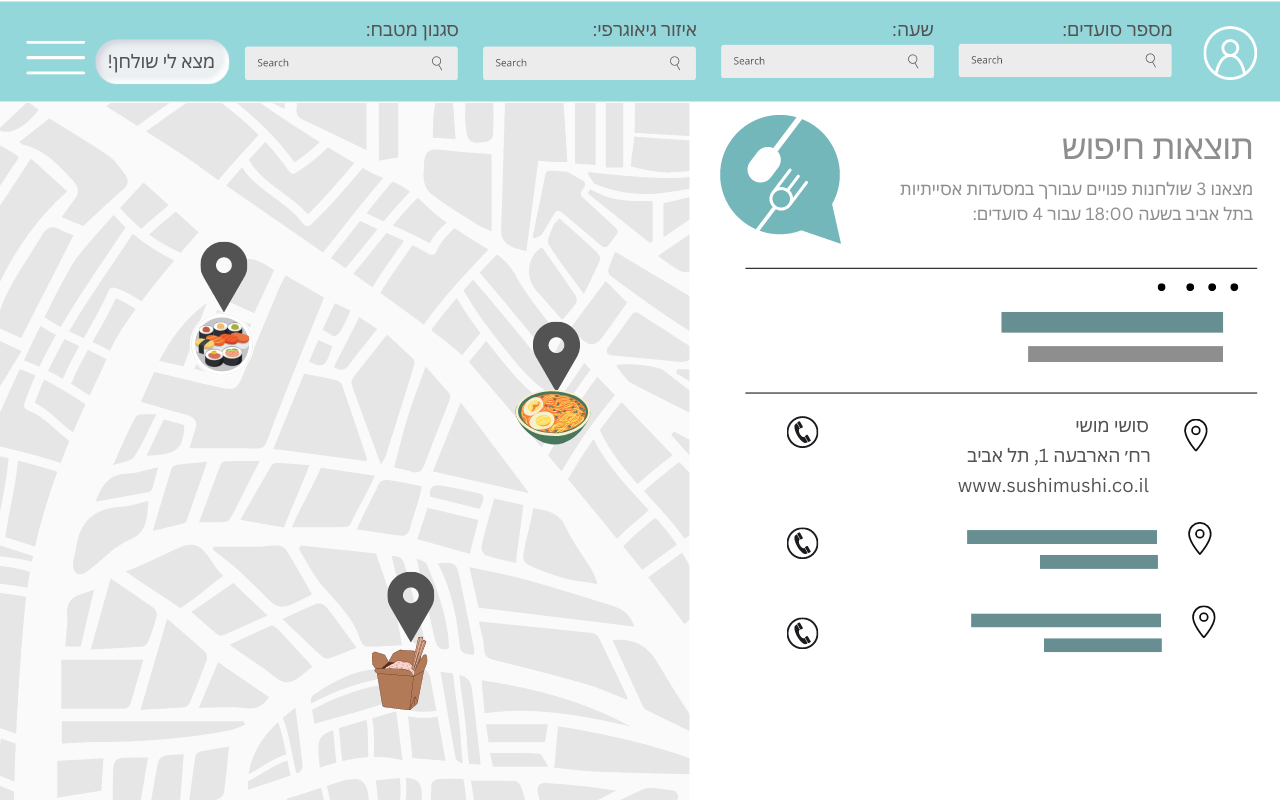 מספר סועדים:
Search
שעה:
Search
איזור גיאוגרפי:
Search
סגנון מטבח:
Search
מצא לי שולחן!
תוצאות חיפוש
מצאנו 3 שולחנות פנויים עבורך במסעדות אסייתיות
בתל אביב בשעה 18:00 עבור 4 סועדים:
סושי מושי
רח׳ הארבעה 1, תל אביב
www.sushimushi.co.il